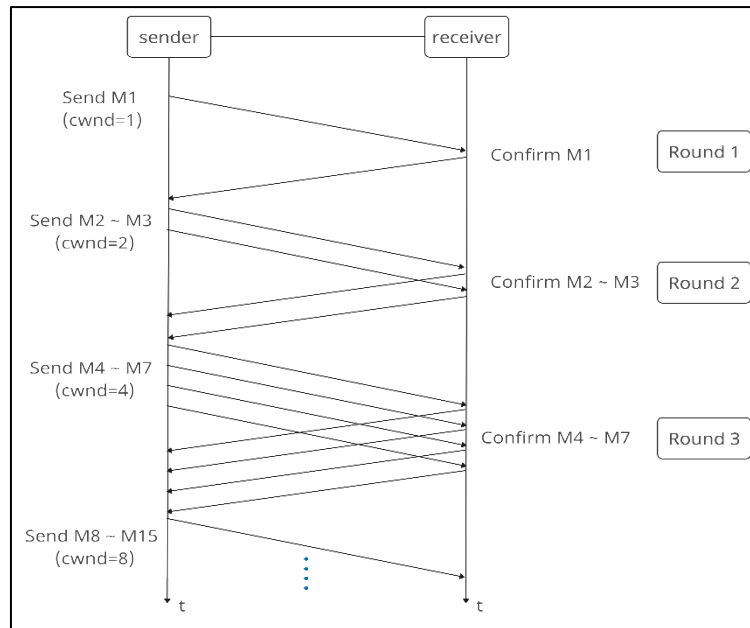 sender
receiver
Send M1
(cwnd=1)
Confirm M1
Round 1
Send M2 ~ M3
(cwnd=2)
Confirm M2 ~ M3
Round 2
Send M4 ~ M7
(cwnd=4)
Confirm M4 ~ M7
Round 3
Send M8 ~ M15
(cwnd=8)
t
t